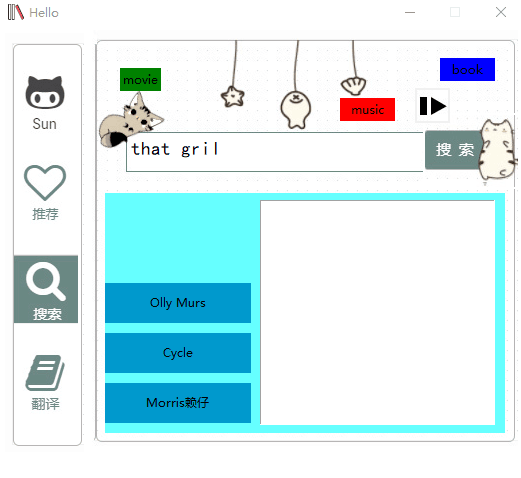 Hello
movie
book
music
Sun
that gril
搜 索
推荐
搜索
翻译
Olly Murs
Cycle
Morris赖仔